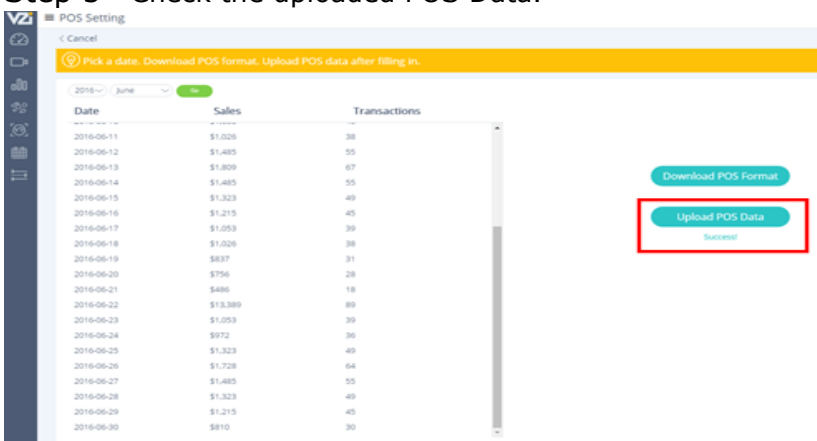 Step 3 Check the uploaded POS Data.
VZi POS Setting
< Cancel
Pick a date. Download POS format. Upload POS data after filling in.
2016 June Go
Date Sales Transactions
2016-06-11 $1,026 38
2016-06-12 $1,485 55
2016-06-13 $1,809 67
2016-06-14 $1,485 55
2016-06-15 $1,323 49
2016-06-16 $1,215 45
2016-06-17 $1,053 39
2016-06-18 $1,026 38
2016-06-19 $837 31
2016-06-20 $756 28
2016-06-21 $486 18
2016-06-22 $13,389 89
2016-06-23 $1,053 39
2016-06-24 $972 36
2016-06-25 $1,323 49
2016-06-26 $1,728 64
2016-06-27 $1,485 55
2016-06-28 $1,323 49
2016-06-29 $1,215 45
2016-06-30 $810 30
Download POS Format
Upload POS Data
Success!